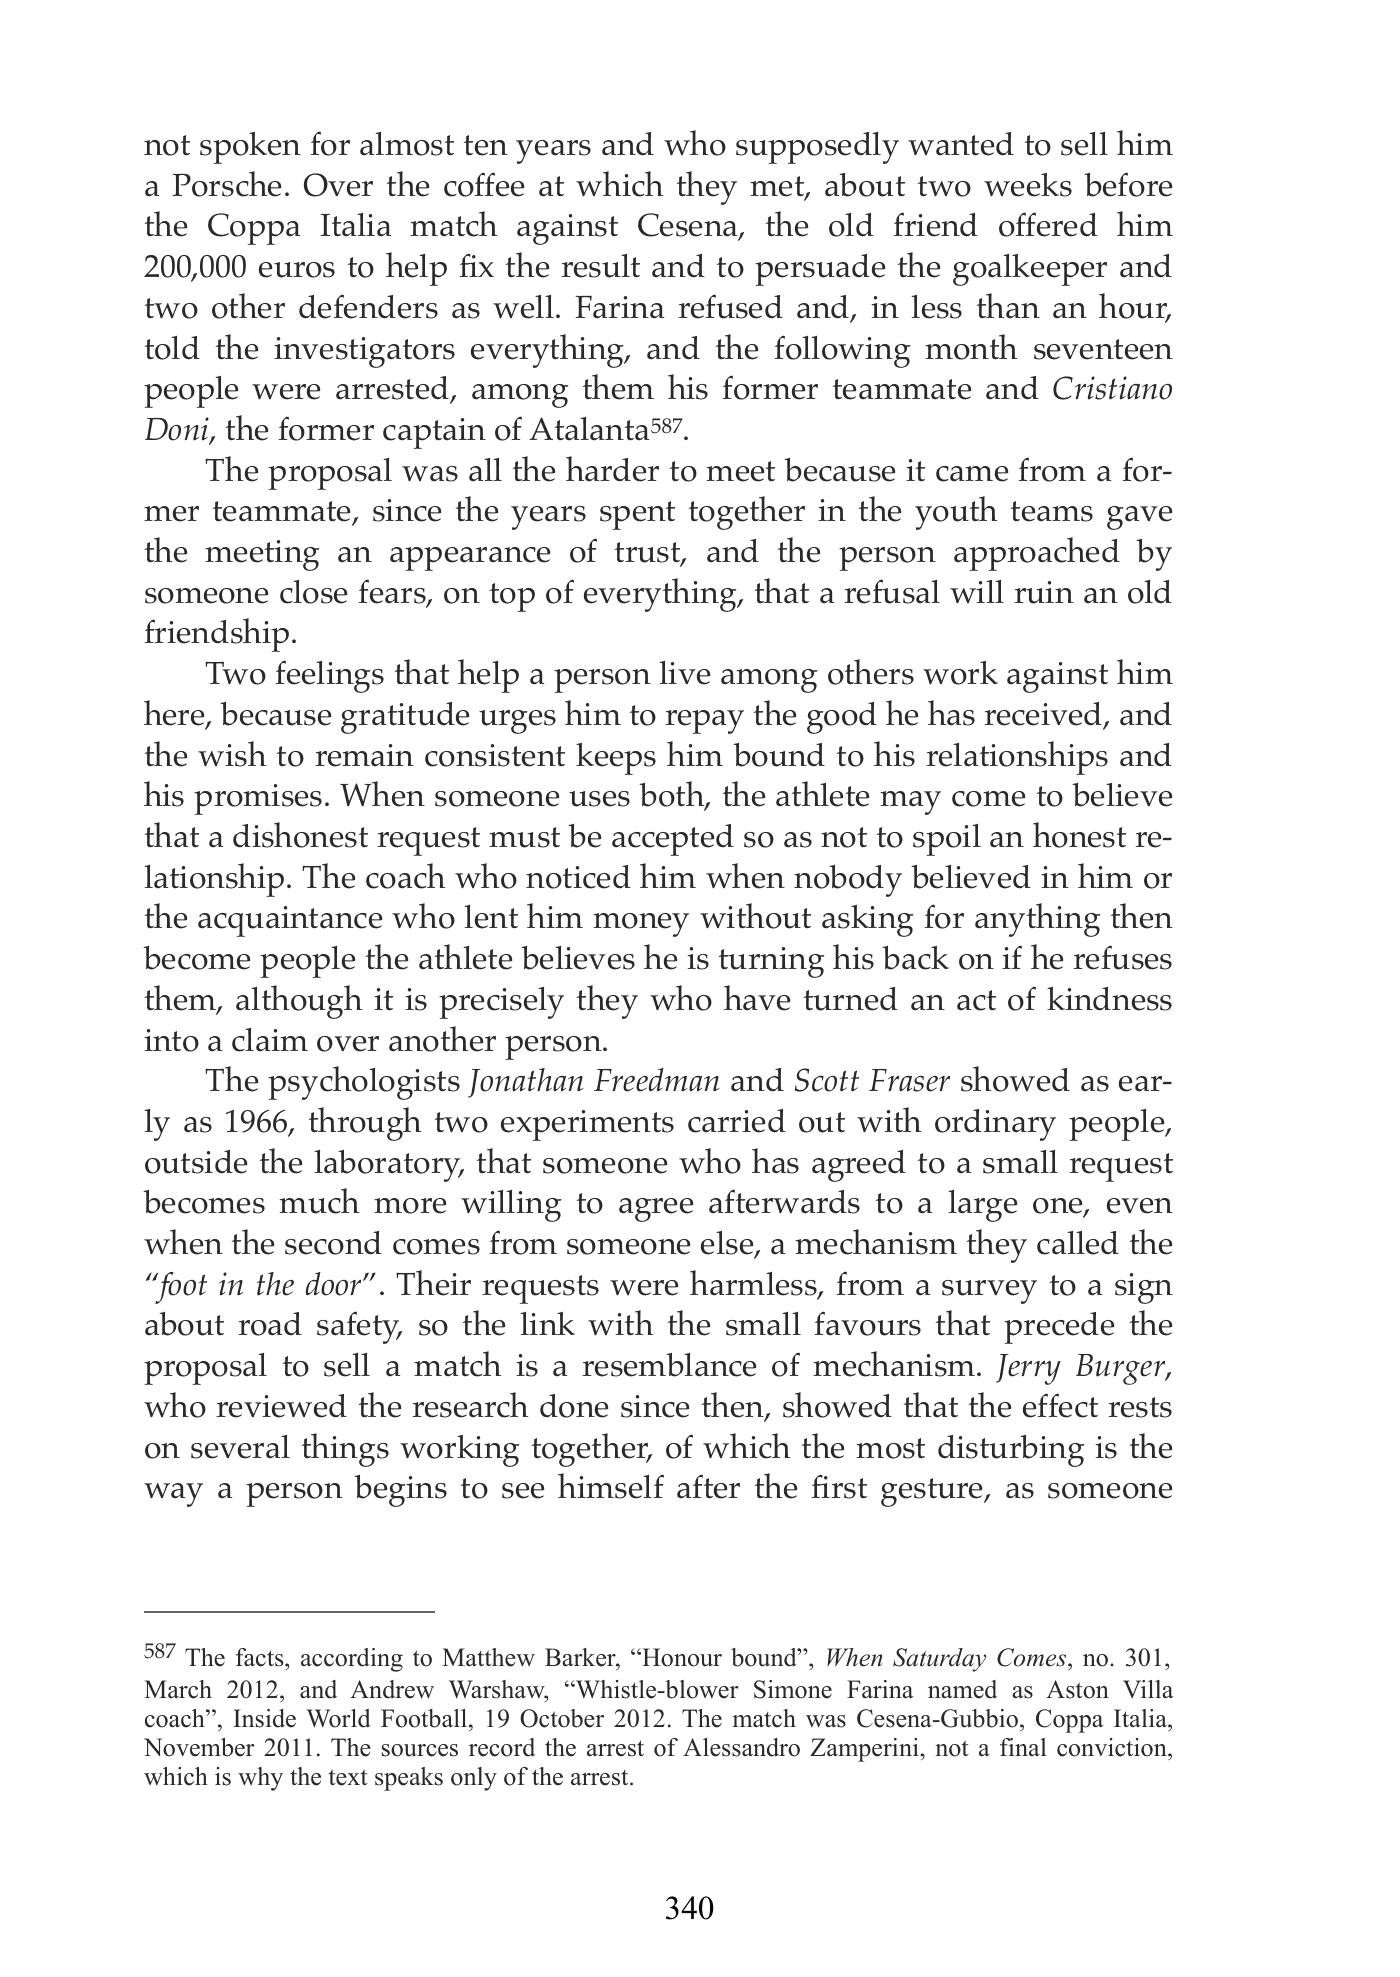 not spoken for almost ten years and who supposedly wanted to sell him
a Porsche. Over the coffee at which they met, about two weeks before
the Coppa Italia match against Cesena, the old friend offered him
200,000 euros to help fix the result and to persuade the goalkeeper and
two other defenders as well. Farina refused and, in less than an hour,
told the investigators everything, and the following month seventeen
people were arrested, among them his former teammate and Cristiano
Doni, the former captain of Atalanta587.
The proposal was all the harder to meet because it came from a for-
mer teammate, since the years spent together in the youth teams gave
the meeting an appearance of trust, and the person approached by
someone close fears, on top of everything, that a refusal will ruin an old
friendship.
Two feelings that help a person live among others work against him
here, because gratitude urges him to repay the good he has received, and
the wish to remain consistent keeps him bound to his relationships and
his promises. When someone uses both, the athlete may come to believe
that a dishonest request must be accepted so as not to spoil an honest re-
lationship. The coach who noticed him when nobody believed in him or
the acquaintance who lent him money without asking for anything then
become people the athlete believes he is turning his back on if he refuses
them, although it is precisely they who have turned an act of kindness
into a claim over another person.
The psychologists Jonathan Freedman and Scott Fraser showed as ear-
ly as 1966, through two experiments carried out with ordinary people,
outside the laboratory, that someone who has agreed to a small request
becomes much more willing to agree afterwards to a large one, even
when the second comes from someone else, a mechanism they called the
“foot in the door”. Their requests were harmless, from a survey to a sign
about road safety, so the link with the small favours that precede the
proposal to sell a match is a resemblance of mechanism. Jerry Burger,
who reviewed the research done since then, showed that the effect rests
on several things working together, of which the most disturbing is the
way a person begins to see himself after the first gesture, as someone
587 The facts, according to Matthew Barker, “Honour bound”, When Saturday Comes, no. 301,
March 2012, and Andrew Warshaw, “Whistle-blower Simone Farina named as Aston Villa
coach”, Inside World Football, 19 October 2012. The match was Cesena-Gubbio, Coppa Italia,
November 2011. The sources record the arrest of Alessandro Zamperini, not a final conviction,
which is why the text speaks only of the arrest.
340